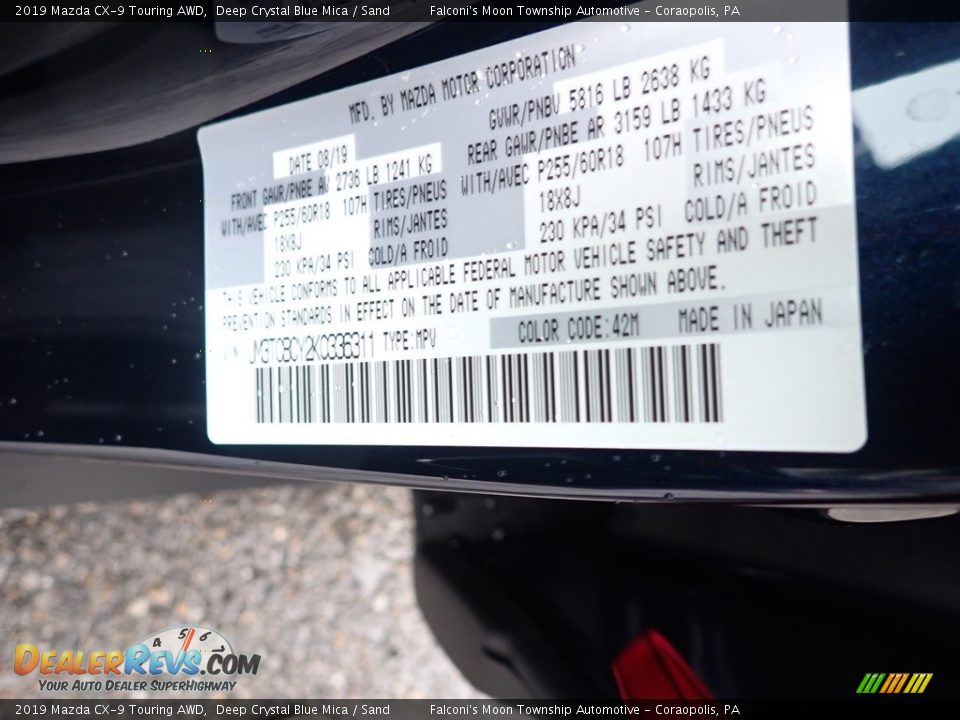 2019 Mazda CX-9 Touring AWD, Deep Crystal Blue Mica / Sand Falconi's Moon Township Automotive - Coraopolis, PA
MFD. BY MAZDA MOTOR CORPORATION
DATE 08/19
GVWR/PNBV 5816 LB 2638 KG
FRONT GAWR/PNBE AV 2736 LB 1241 KG
REAR GAWR/PNBE AR 3159 LB 1433 KG
WITH/AVEC P255/60R18 107H TIRES/PNEUS
WITH/AVEC P255/60R18 107H TIRES/PNEUS
18X8J RIMS/JANTES
18X8J RIMS/JANTES
230 KPA/34 PSI COLD/A FROID
230 KPA/34 PSI COLD/A FROID
THIS VEHICLE CONFORMS TO ALL APPLICABLE FEDERAL MOTOR VEHICLE SAFETY AND THEFT
PREVENTION STANDARDS IN EFFECT ON THE DATE OF MANUFACTURE SHOWN ABOVE.
JM3TCBCY2K0336311 TYPE:MPV COLOR CODE:42M MADE IN JAPAN
4 5 6
DealerRevs.com
Your Auto Dealer SuperHighway
2019 Mazda CX-9 Touring AWD, Deep Crystal Blue Mica / Sand Falconi's Moon Township Automotive - Coraopolis, PA